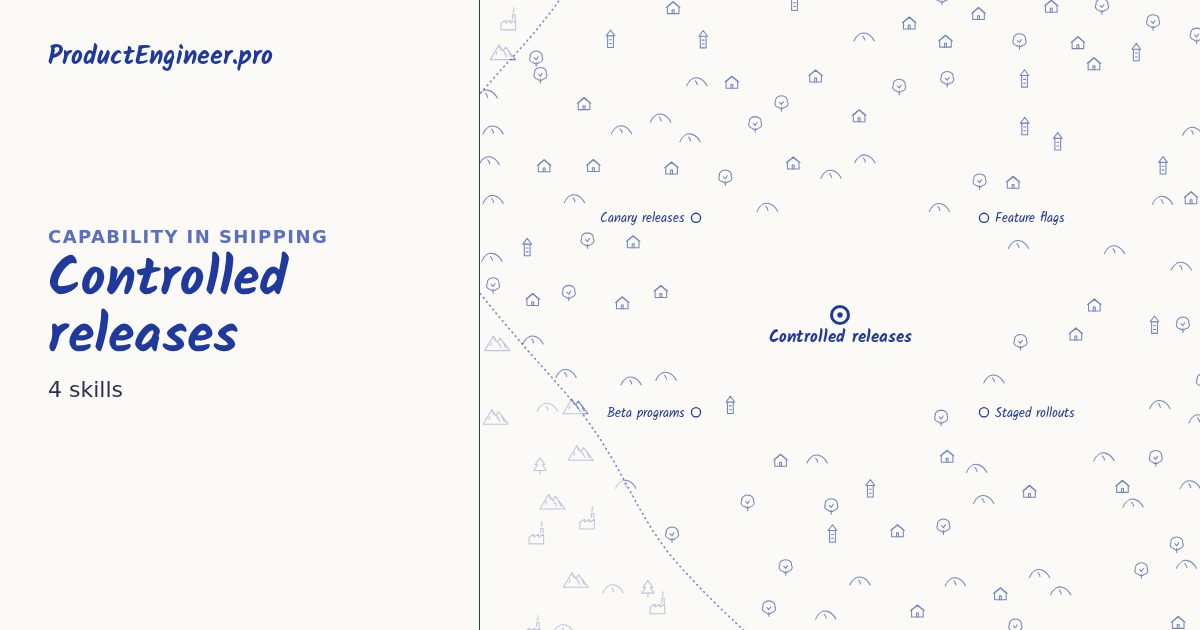 ProductEngineer.pro
CAPABILITY IN SHIPPING
Controlled
releases
4 skills
Canary releases
Feature flags
Controlled releases
Beta programs
Staged rollouts